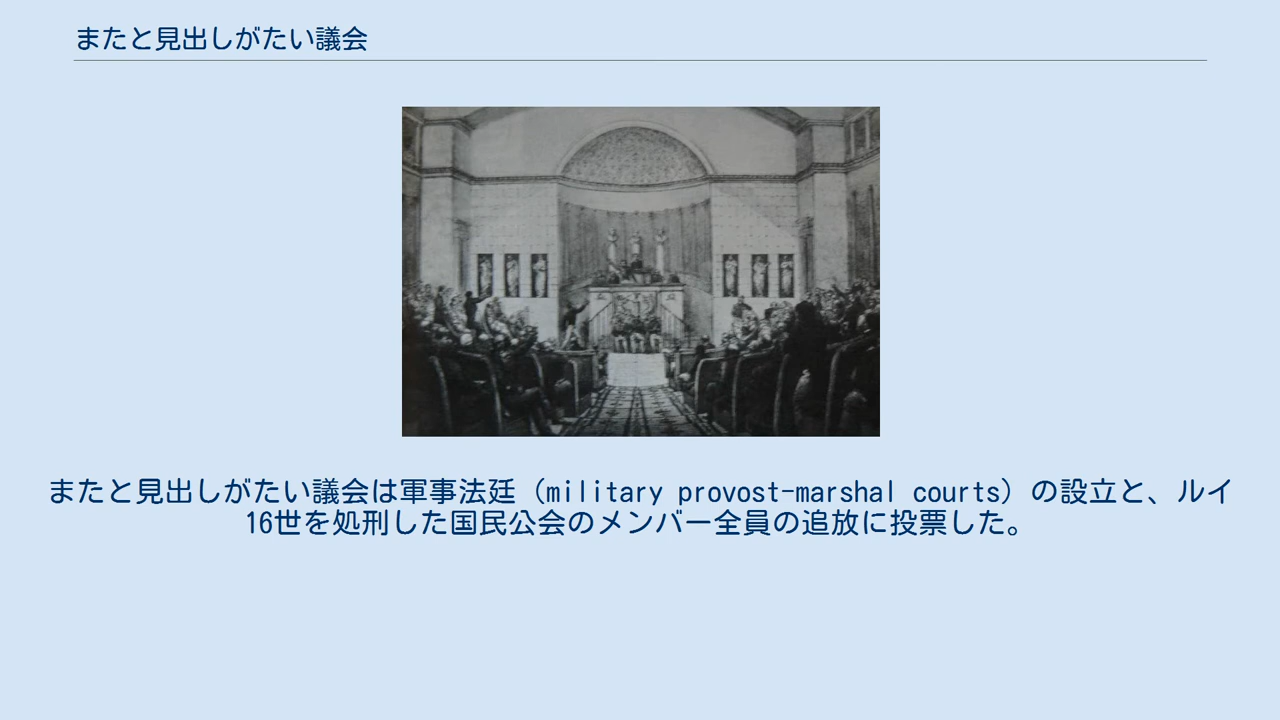 またと見出しがたい議会
またと見出しがたい議会は軍事法廷（military provost-marshal courts）の設立と、ルイ
16世を処刑した国民公会のメンバー全員の追放に投票した。